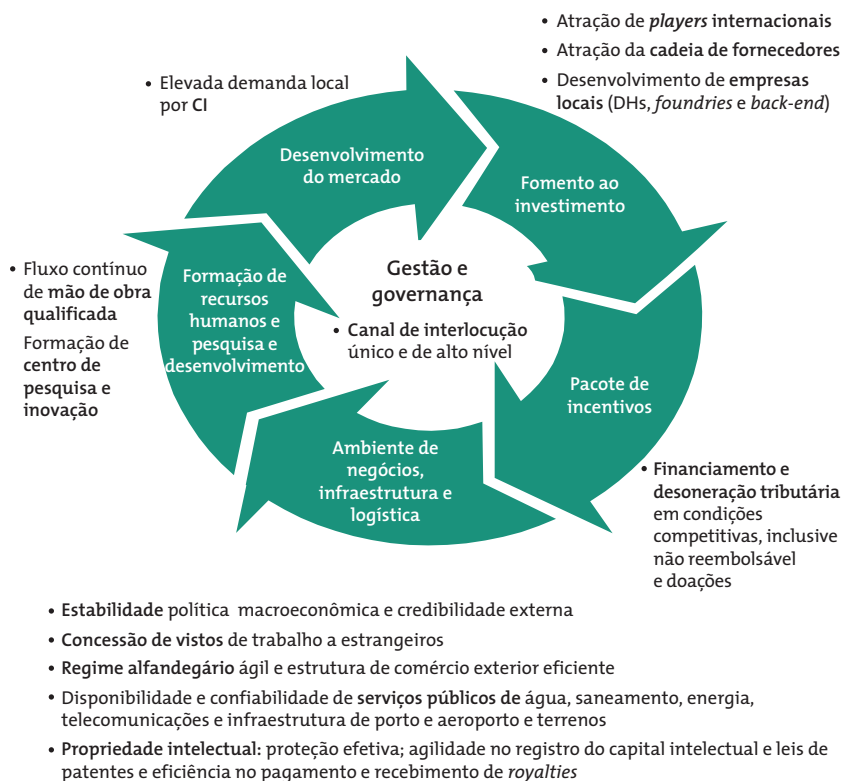 • Atração de players internacionais
• Atração da cadeia de fornecedores
• Desenvolvimento de empresas
locais (DHs, foundries e back-end)
• Elevada demanda local
por CI
Desenvolvimento
do mercado
Fomento ao
investimento
• Fluxo contínuo
de mão de obra
qualificada
Formação de
centro de
pesquisa e
inovação
Formação de
recursos
humanos e
pesquisa e
desenvolvimento
Gestão e
governança
• Canal de interlocução
único e de alto nível
Pacote de
incentivos
Ambiente de
negócios,
infraestrutura e
logística
• Financiamento e
desoneração tributária
em condições
competitivas, inclusive
não reembolsável
e doações
• Estabilidade política macroeconômica e credibilidade externa
• Concessão de vistos de trabalho a estrangeiros
• Regime alfandegário ágil e estrutura de comércio exterior eficiente
• Disponibilidade e confiabilidade de serviços públicos de água, saneamento, energia,
telecomunicações e infraestrutura de porto e aeroporto e terrenos
• Propriedade intelectual: proteção efetiva; agilidade no registro do capital intelectual e leis de
patentes e eficiência no pagamento e recebimento de royalties